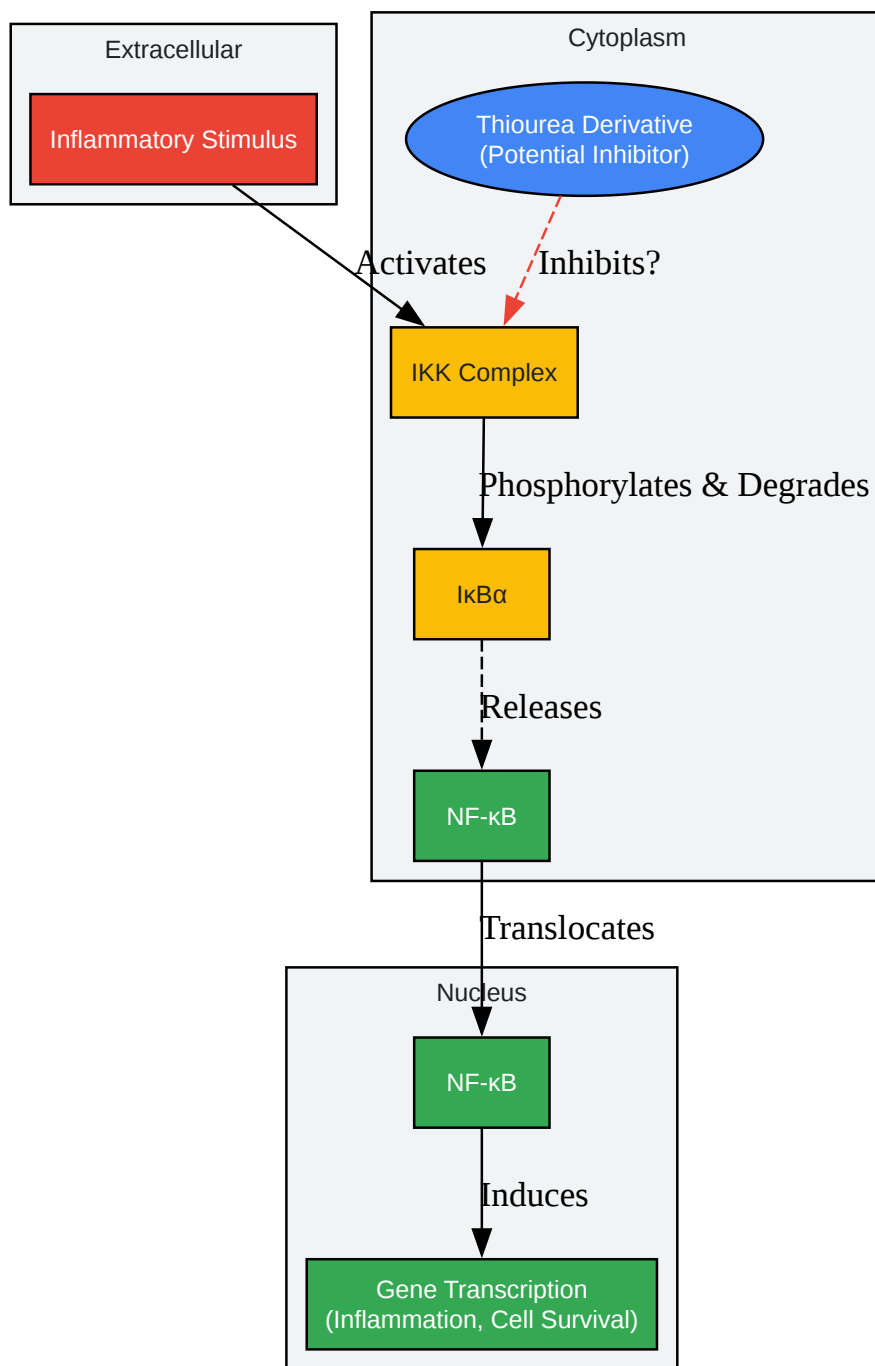 Extracellular
Cytoplasm
Inflammatory Stimulus
Thiourea Derivative
(Potential Inhibitor)
Activates
Inhibits?
IKK Complex
Phosphorylates & Degrades
IκBα
Releases
NF-κB
Translocates
Nucleus
NF-κB
Induces
Gene Transcription
(Inflammation, Cell Survival)